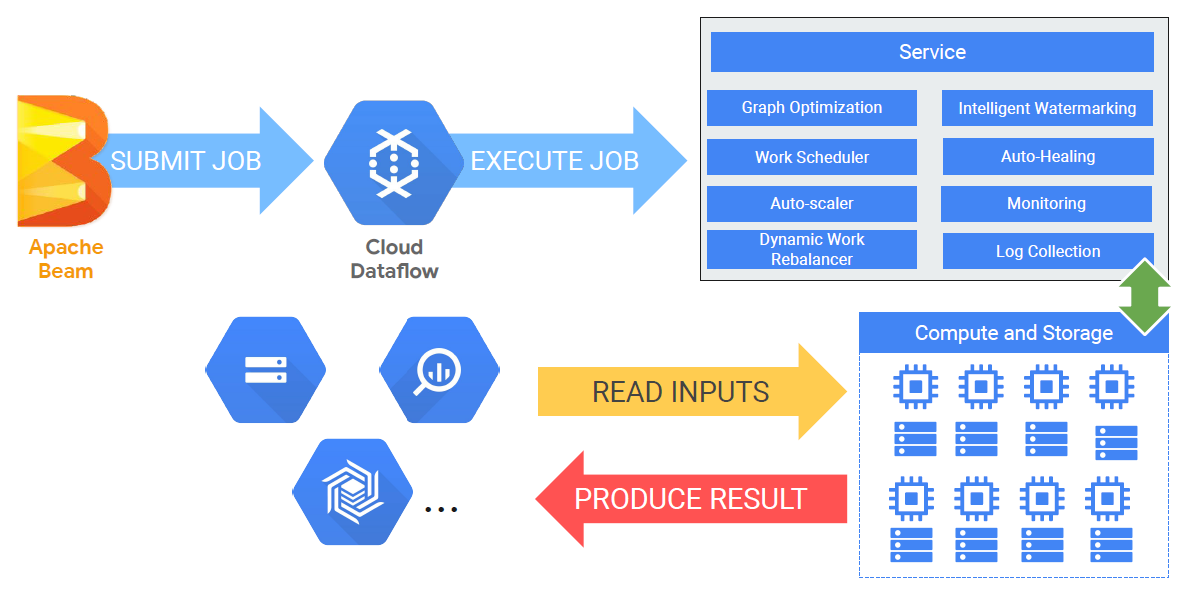 Service
Graph Optimization
Intelligent Watermarking
Work Scheduler
Auto-Healing
Auto-scaler
Monitoring
Dynamic Work
Rebalancer
Log Collection
SUBMIT JOB
EXECUTE JOB
Apache
Beam
Cloud
Dataflow
Compute and Storage
READ INPUTS
PRODUCE RESULT
...